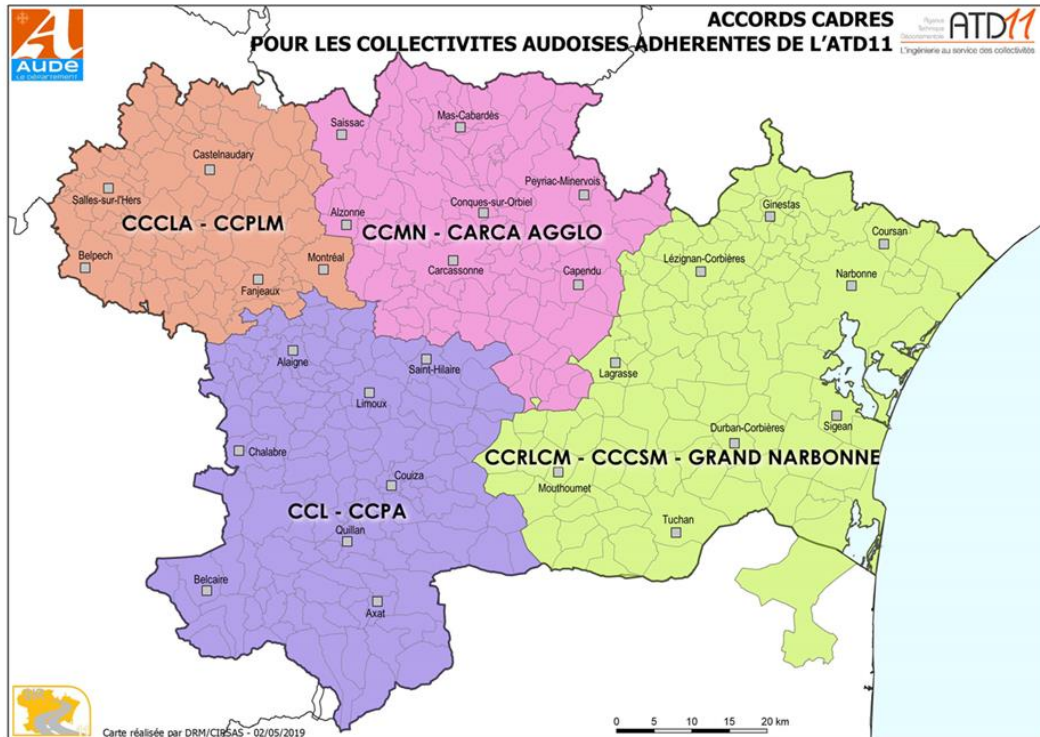 AUDe
LE DÉPARTEMENT
ACCORDS CADRES
POUR LES COLLECTIVITES AUDOISES ADHERENTES DE L'ATD11
Agence
Technique
Départementale
ATD11
L'ingénierie au service des collectivités
Saissac
Mas-Cabardès
Castelnaudary
Salles-sur-l'Hers
Peyriac-Minervois
Conques-sur-Orbiel
Alzonne
Ginestas
CCCLA - CCPLM
CCMN - CARCA AGGLO
Coursan
Belpech
Montréal
Carcassonne
Lézignan-Corbières
Fanjeaux
Capendu
Narbonne
Alaigne
Saint-Hilaire
Lagrasse
Limoux
Sigean
Durban-Corbières
Chalabre
CCRLCM - CCCSM - GRAND NARBONNE
Couiza
Mouthoumet
CCL - CCPA
Quillan
Tuchan
Belcaire
Axat
0 5 10 15 20 km
Carte réalisée par DRM/CIRSAS - 02/05/2019